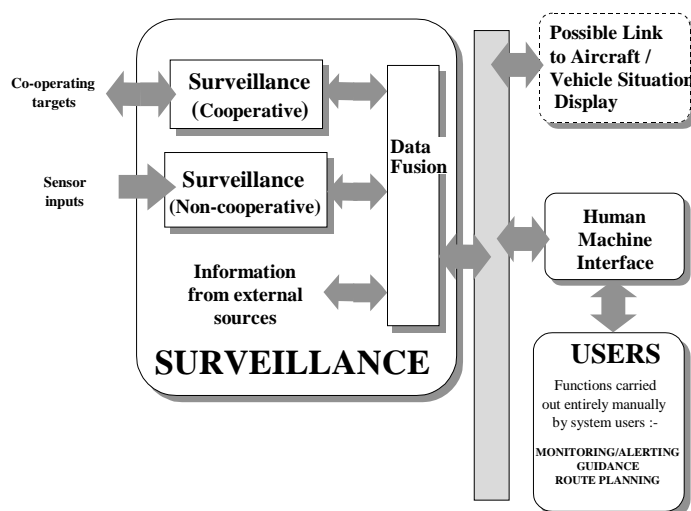 Co-operating
targets
Surveillance
(Cooperative)
Sensor
inputs
Surveillance
(Non-cooperative)
Information
from external
sources
Data
Fusion
SURVEILLANCE
Possible Link
to Aircraft /
Vehicle Situation
Display
Human
Machine
Interface
USERS
Functions carried
out entirely manually
by system users :-
MONITORING/ALERTING
GUIDANCE
ROUTE PLANNING